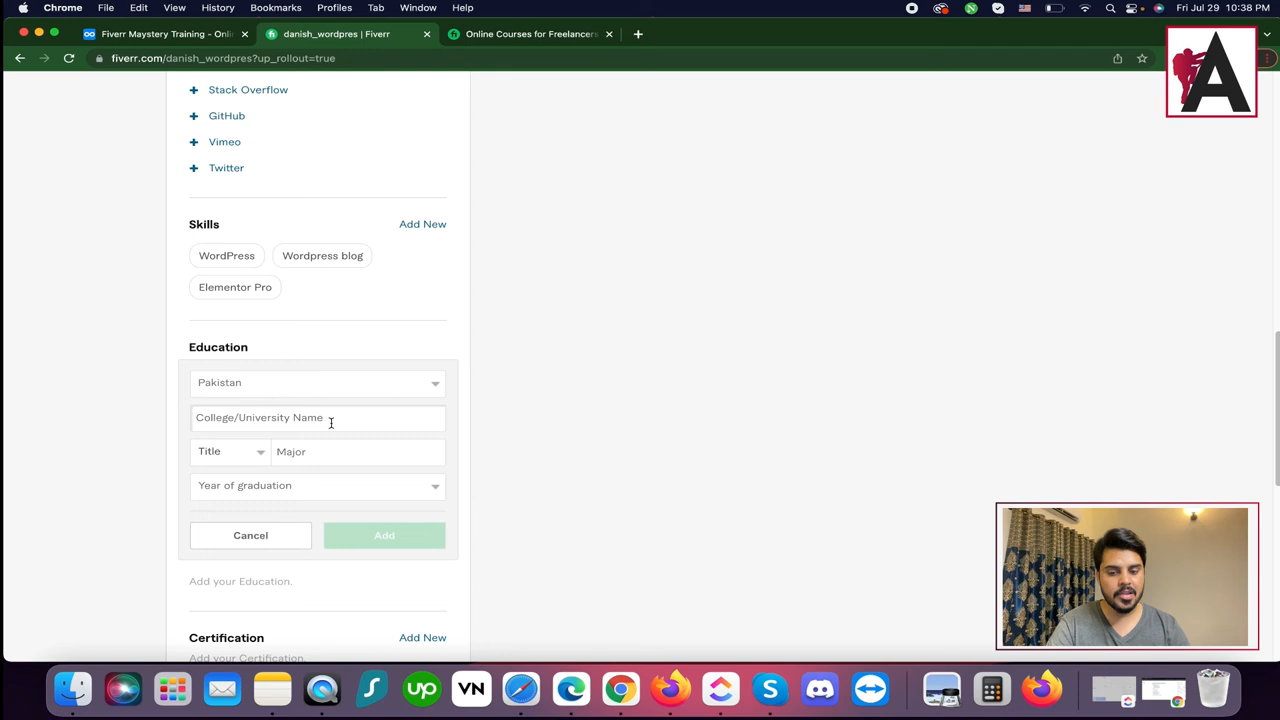 Chrome File Edit View History Bookmarks Profiles Tab Window Help
Fri Jul 29 10:38 PM
Fiverr Maystery Training - Onli
danish_wordpres | Fiverr
Online Courses for Freelancers
fiverr.com/danish_wordpres?up_rollout=true
A
Stack Overflow
GitHub
Vimeo
Twitter
Skills Add New
WordPress Wordpress blog
Elementor Pro
Education
Pakistan
College/University Name
Title Major
Year of graduation
Cancel Add
Add your Education.
Certification Add New
Add your Certification.
up VN